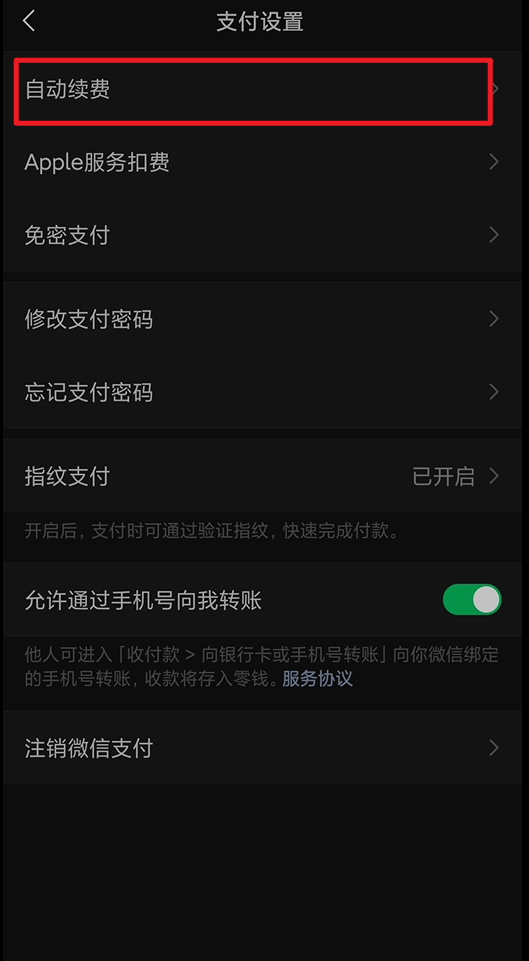 支付设置
自动续费
Apple服务扣费
免密支付
修改支付密码
忘记支付密码
指纹支付 已开启
开启后，支付时可通过验证指纹，快速完成付款。
允许通过手机号向我转账
他人可进入「收付款 > 向银行卡或手机号转账」向你微信绑定
的手机号转账，收款将存入零钱。服务协议
注销微信支付